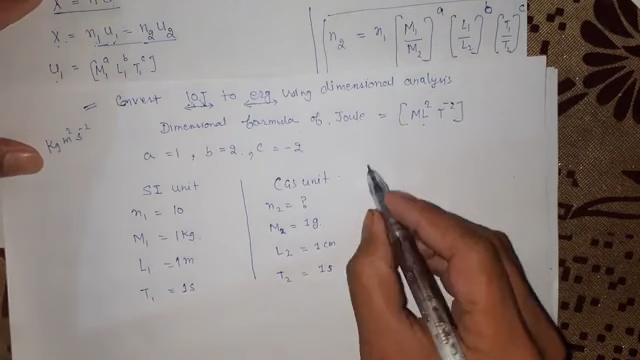 X = n₁U₁ = n₂U₂
U₁ = [M₁ᵃ L₁ᵇ T₁ᶜ]
n₂ = n₁ [M₁/M₂]ᵃ [L₁/L₂]ᵇ [T₁/T₂]ᶜ
= Convert 10J to erg using dimensional analysis
Dimensional formula of Joule = [ML² T⁻²]
Kg m² s⁻²
a = 1, b = 2, c = -2
SI unit
n₁ = 10
M₁ = 1Kg.
L₁ = 1m
T₁ = 1s
CGS unit.
n₂ = ?
M₂ = 1g.
L₂ = 1cm
T₂ = 1s